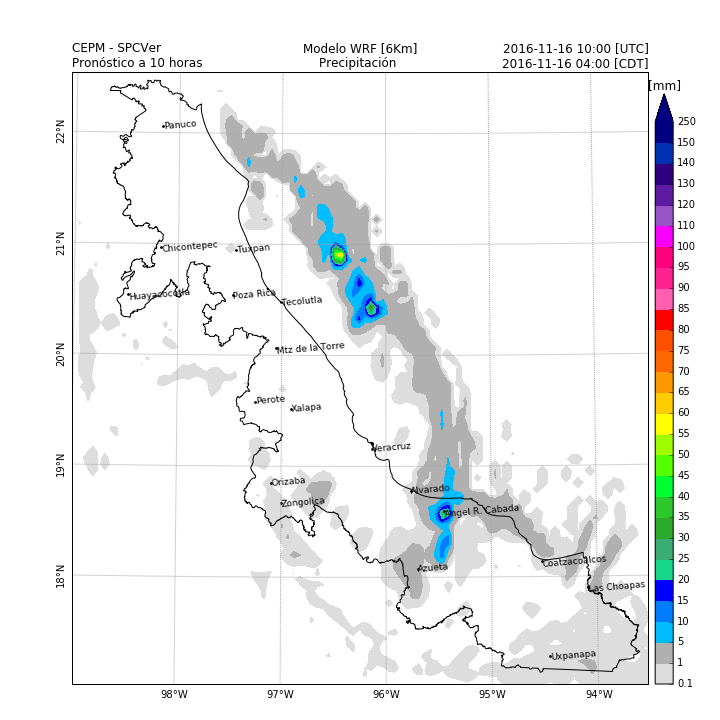 CEPM - SPCVer
Modelo WRF [6Km]
2016-11-16 10:00 [UTC]
Pronóstico a 10 horas
Precipitación
2016-11-16 04:00 [CDT]
[mm]
250
150
140
130
120
110
100
95
90
85
80
75
70
65
60
55
50
45
40
35
30
25
20
15
10
5
1
0.1
22°N
21°N
20°N
19°N
18°N
Panuco
Chicontepec
Tuxpan
Huayacocotla
Poza Rica
Tecolutla
Mtz de la Torre
Perote
Xalapa
Veracruz
Orizaba
Alvarado
Zongolica
Angel R. Cabada
Azueta
Coatzacoalcos
Las Choapas
Uxpanapa
98°W
97°W
96°W
95°W
94°W